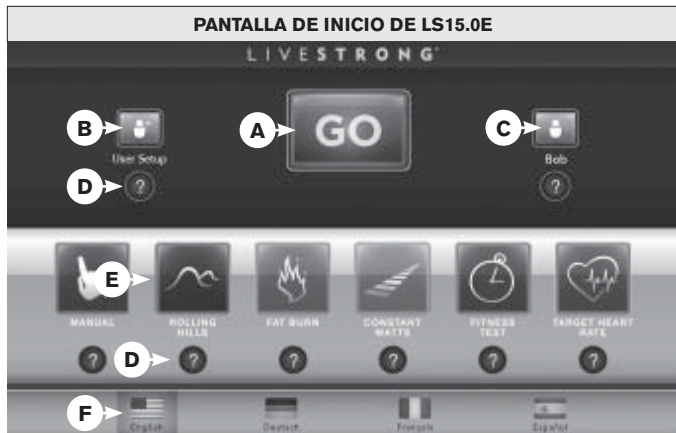 PANTALLA DE INICIO DE LS15.0E
LIVESTRONG
B
A
GO
C
User Setup
Bob
D
?
?
E
MANUAL
ROLLING
HILLS
FAT BURN
CONSTANT
WATTS
FITNESS
TEST
TARGET HEART
RATE
?
D
?
?
?
?
?
F
English
Deutsch
Français
Español